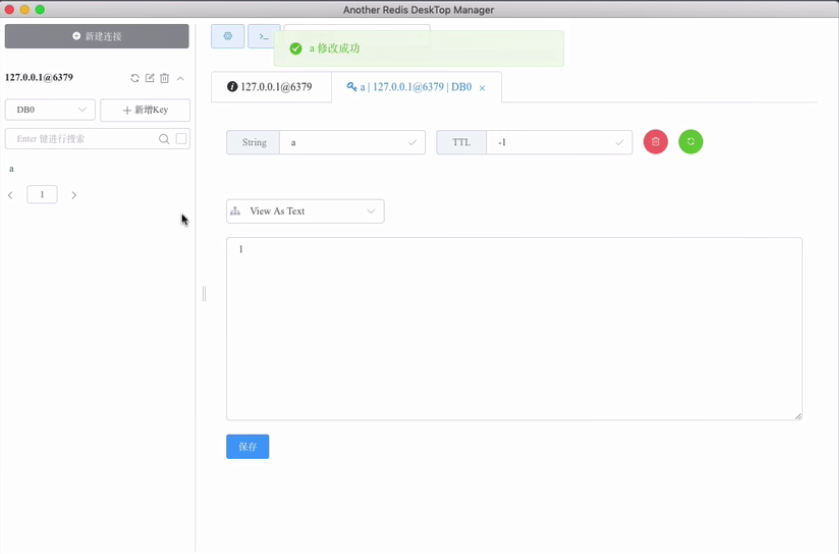 Another Redis DeskTop Manager
新建连接
>_
a 修改成功
127.0.0.1@6379
127.0.0.1@6379
a | 127.0.0.1@6379 | DB0 ×
DB0
+ 新增Key
Enter 键进行搜索
String
a
TTL
-1
a
1
View As Text
1
保存